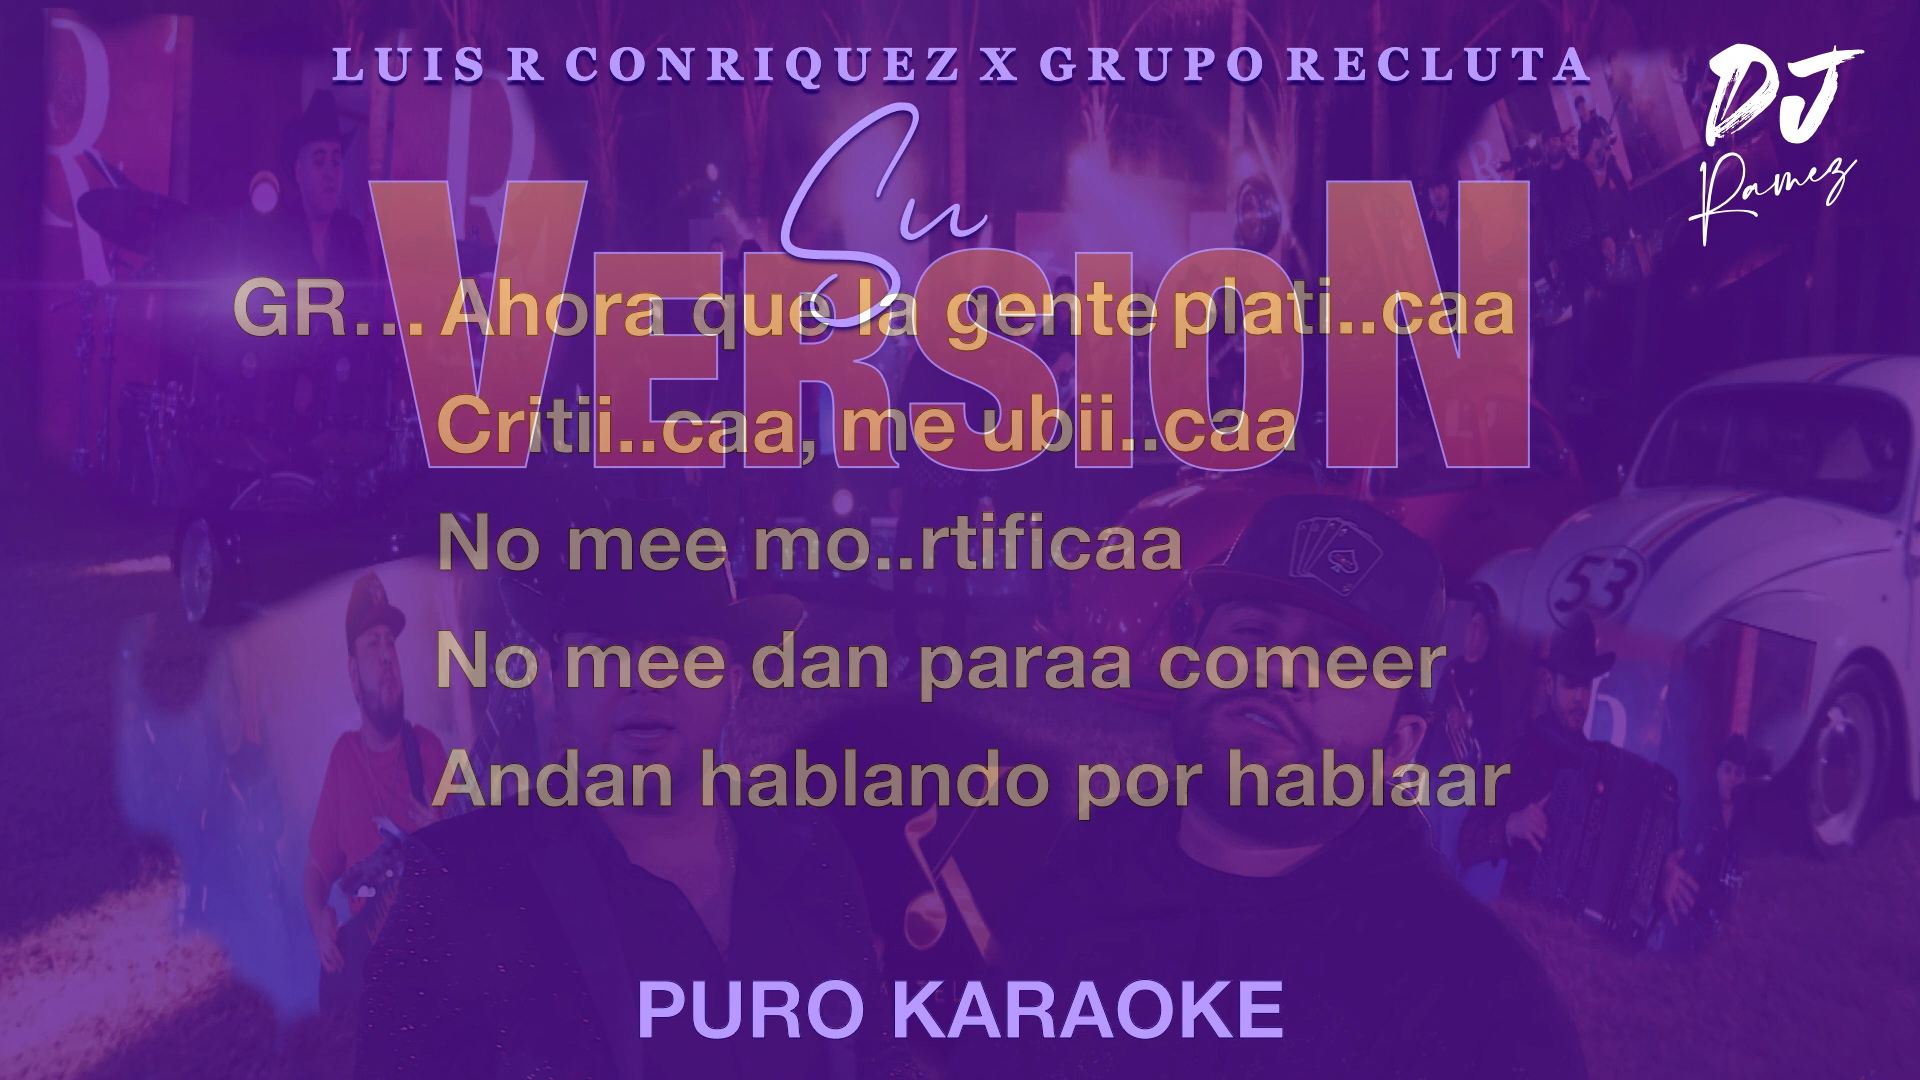 LUIS R CONRIQUEZ X GRUPO RECLUTA
DJ
Ramez
Su
VERSION
GR... Ahora que la gente plati..caa
Critii..caa, me ubii..caa
No mee mo..rtificaa
No mee dan paraa comeer
Andan hablando por hablaar
53
PURO KARAOKE